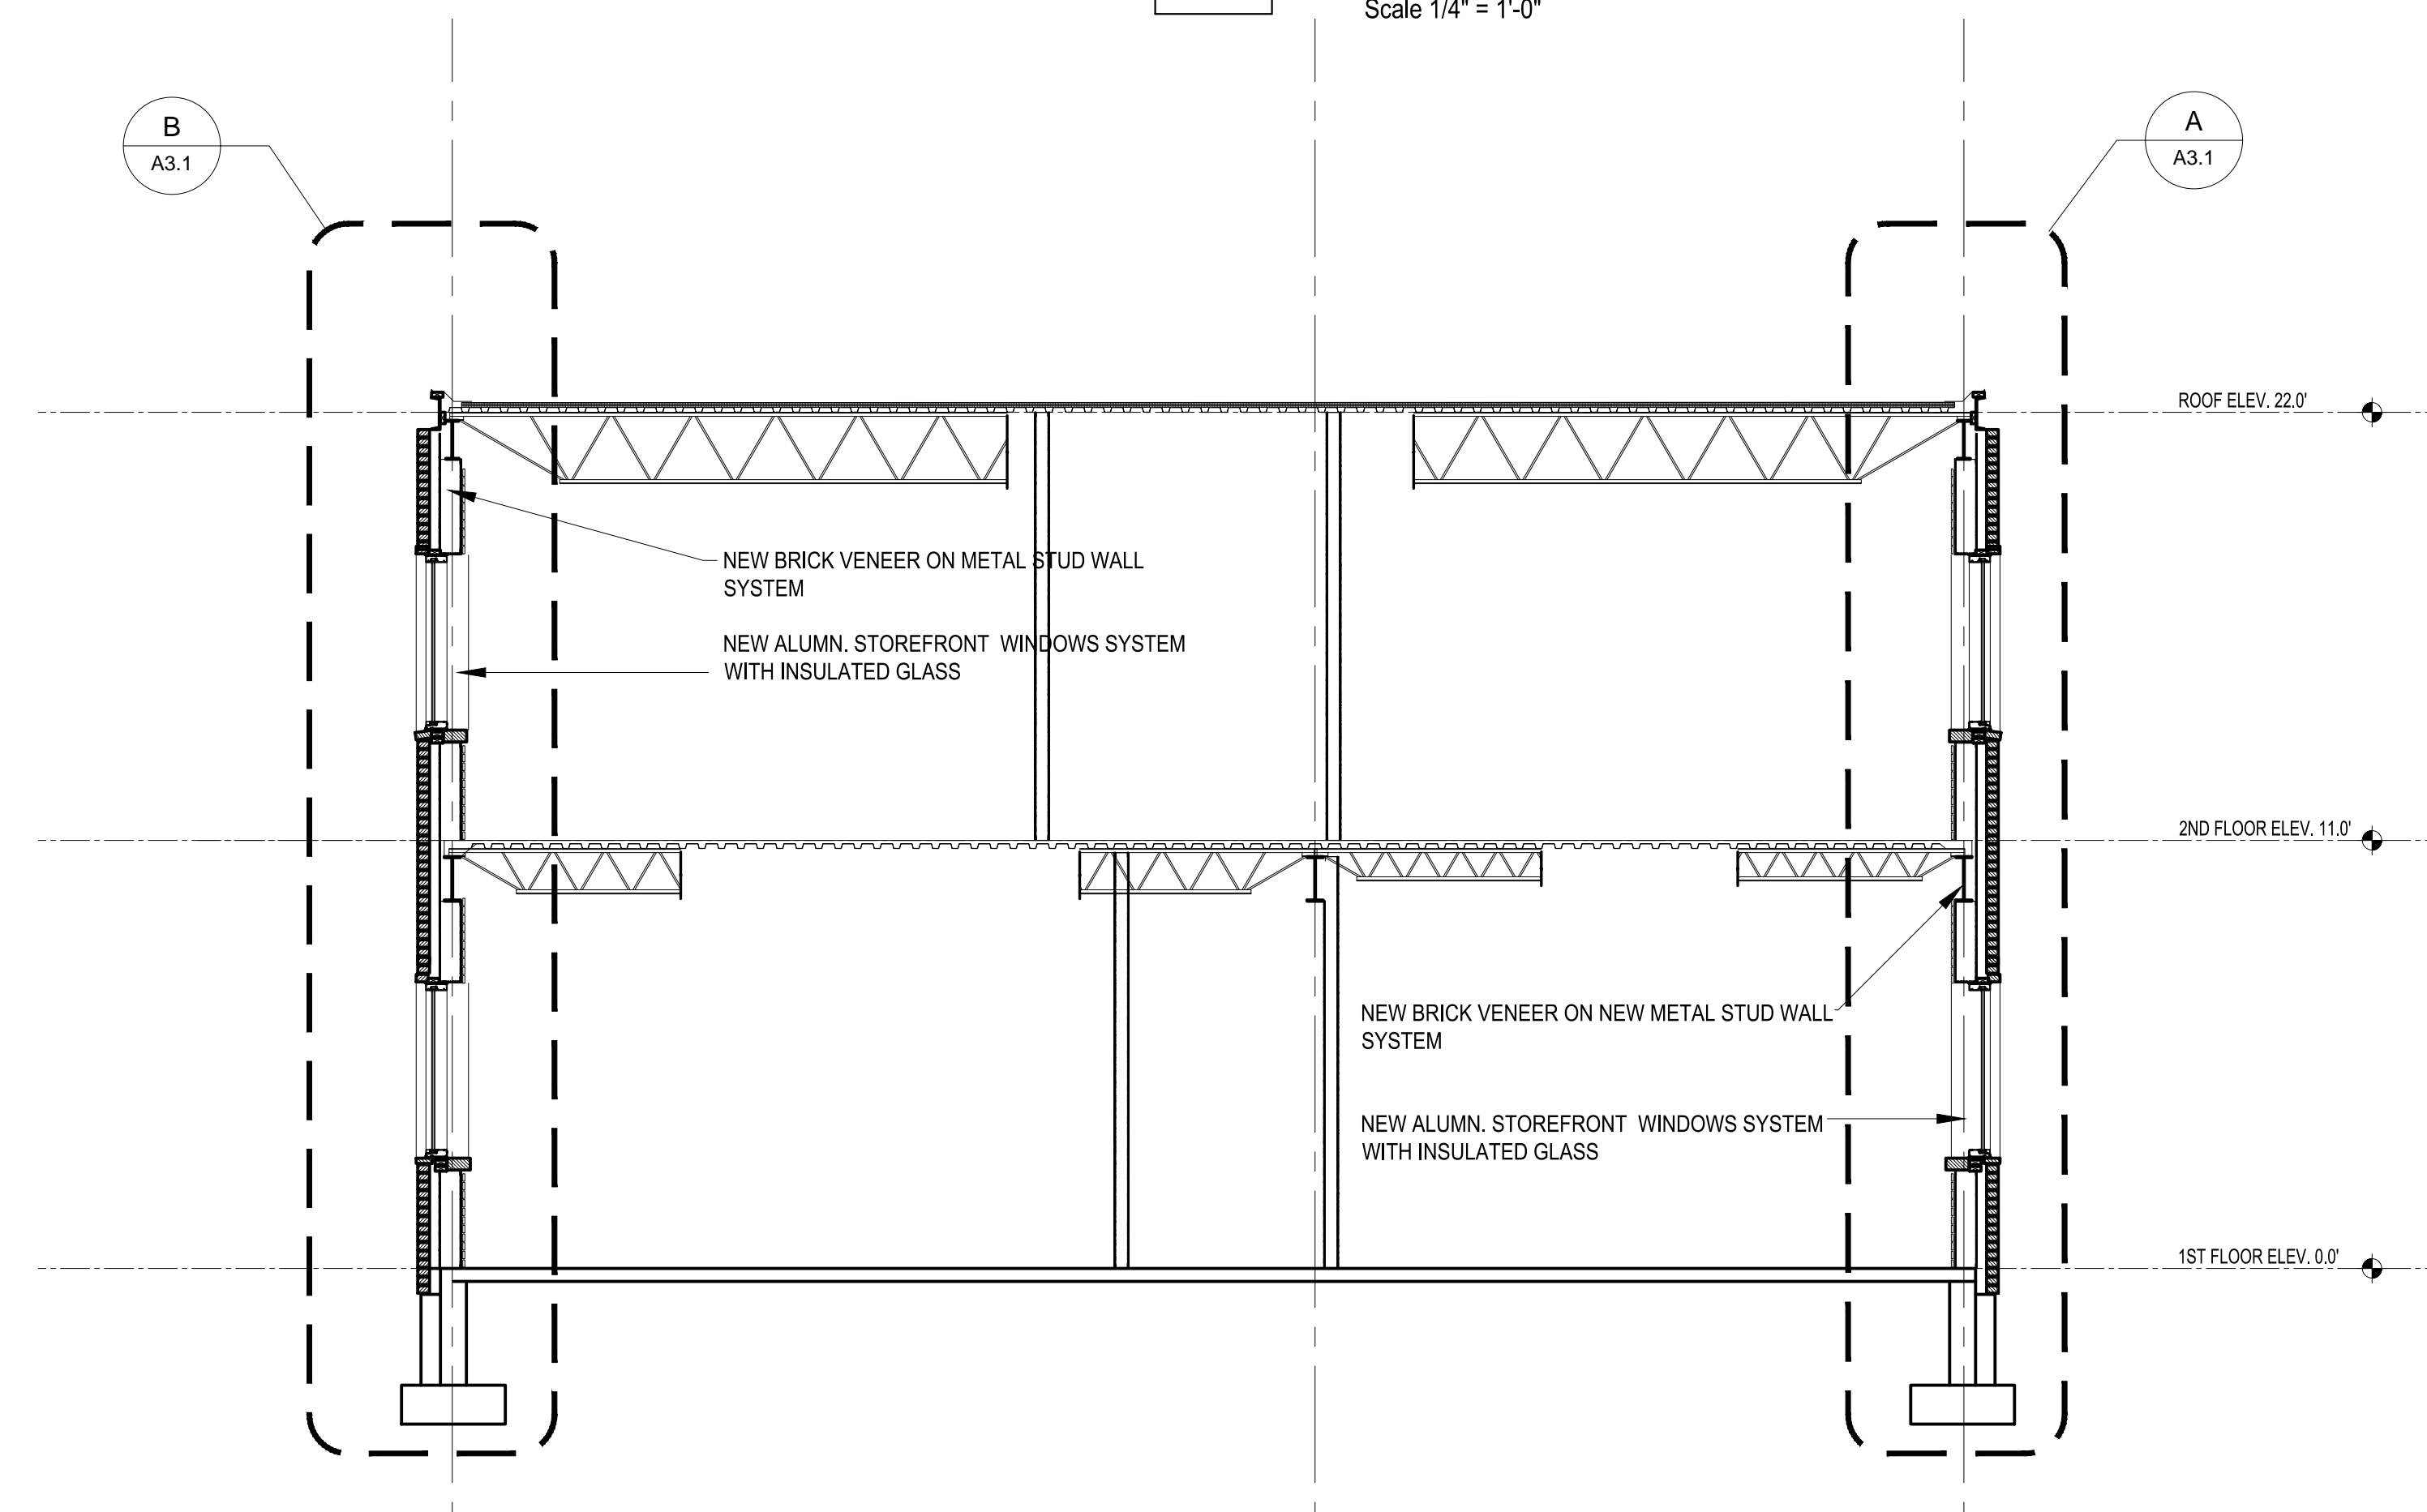 Scale 1/4" = 1'-0"
B
A3.1
A
A3.1
ROOF ELEV. 22.0'
NEW BRICK VENEER ON METAL STUD WALL
SYSTEM
NEW ALUMN. STOREFRONT WINDOWS SYSTEM
WITH INSULATED GLASS
2ND FLOOR ELEV. 11.0'
NEW BRICK VENEER ON NEW METAL STUD WALL
SYSTEM
NEW ALUMN. STOREFRONT WINDOWS SYSTEM
WITH INSULATED GLASS
1ST FLOOR ELEV. 0.0'